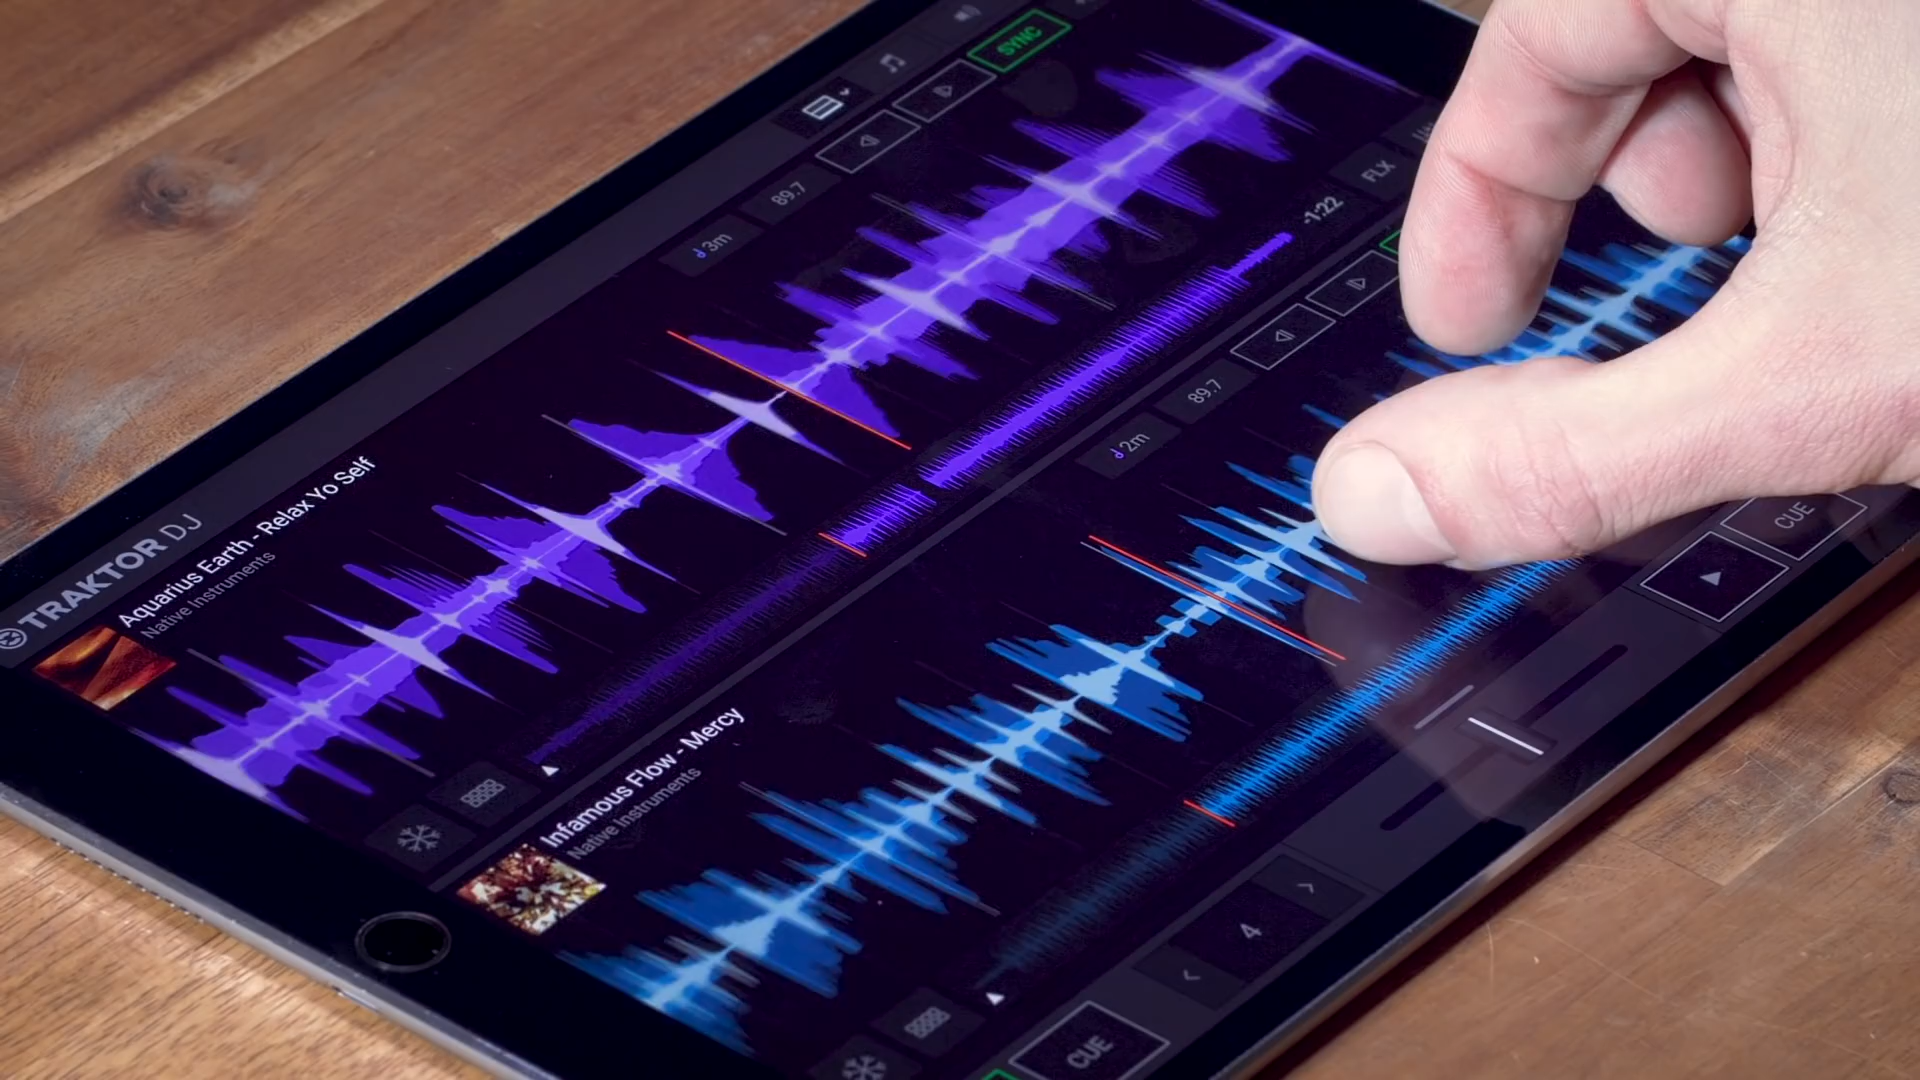 TRAKTOR DJ
Aquarius Earth - Relax Yo Self
Native Instruments
3m
89.7
SYNC
-1:22
FLX
Infamous Flow - Mercy
Native Instruments
2m
89.7
CUE
4
CUE